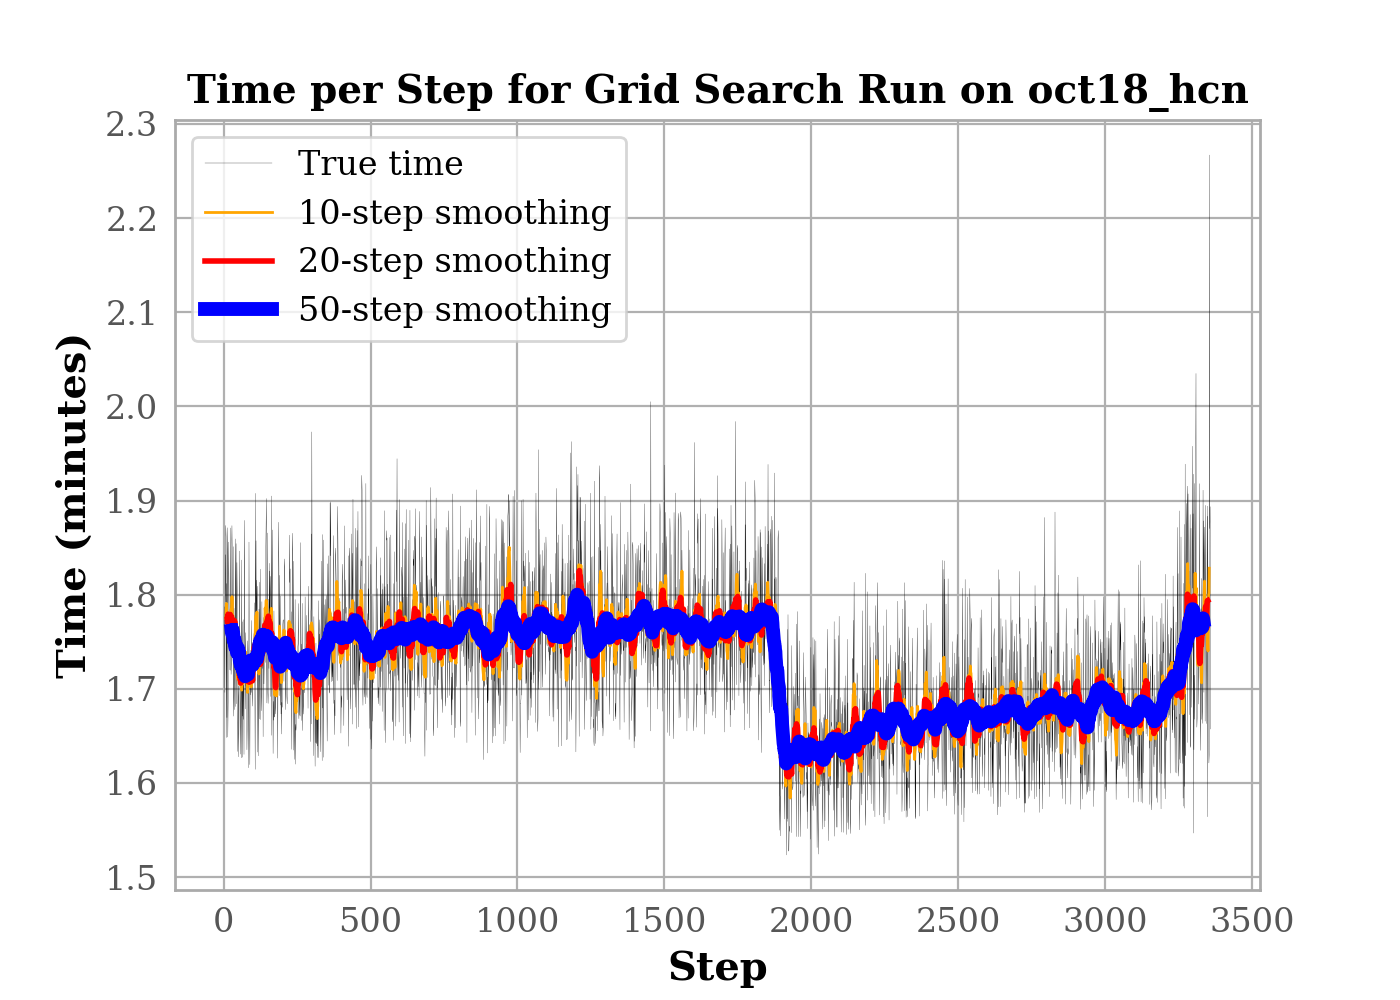 Time per Step for Grid Search Run on oct18_hcn
2.3
2.2
2.1
2.0
1.9
1.8
1.7
1.6
1.5
True time
10-step smoothing
20-step smoothing
50-step smoothing
Time (minutes)
0 500 1000 1500 2000 2500 3000 3500
Step